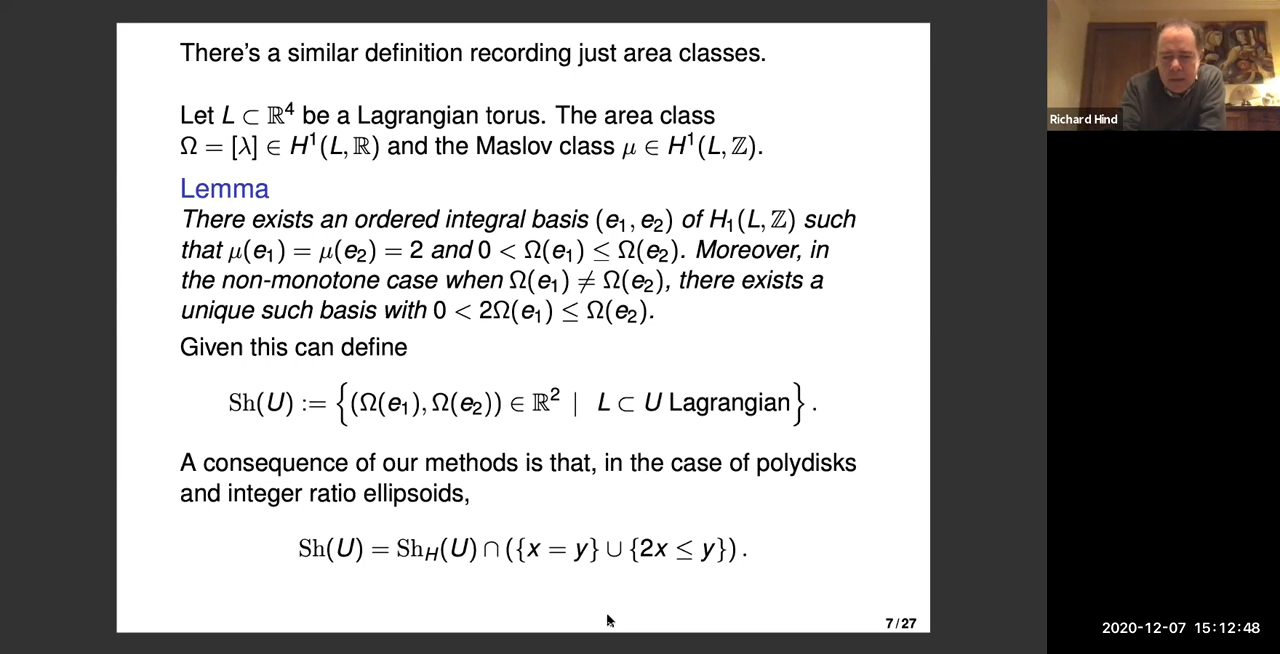 There's a similar definition recording just area classes.
Let L ⊂ ℝ⁴ be a Lagrangian torus. The area class
Ω = [λ] ∈ H¹(L, ℝ) and the Maslov class μ ∈ H¹(L, ℤ).
Lemma
There exists an ordered integral basis (e₁, e₂) of H₁(L, ℤ) such
that μ(e₁) = μ(e₂) = 2 and 0 < Ω(e₁) ≤ Ω(e₂). Moreover, in
the non-monotone case when Ω(e₁) ≠ Ω(e₂), there exists a
unique such basis with 0 < 2Ω(e₁) ≤ Ω(e₂).
Given this can define
Sh(U) := {(Ω(e₁), Ω(e₂)) ∈ ℝ² | L ⊂ U Lagrangian}.
A consequence of our methods is that, in the case of polydisks
and integer ratio ellipsoids,
Sh(U) = Sh_H(U) ∩ ({x = y} ∪ {2x ≤ y}).
7/27
Richard Hind
2020-12-07 15:12:48